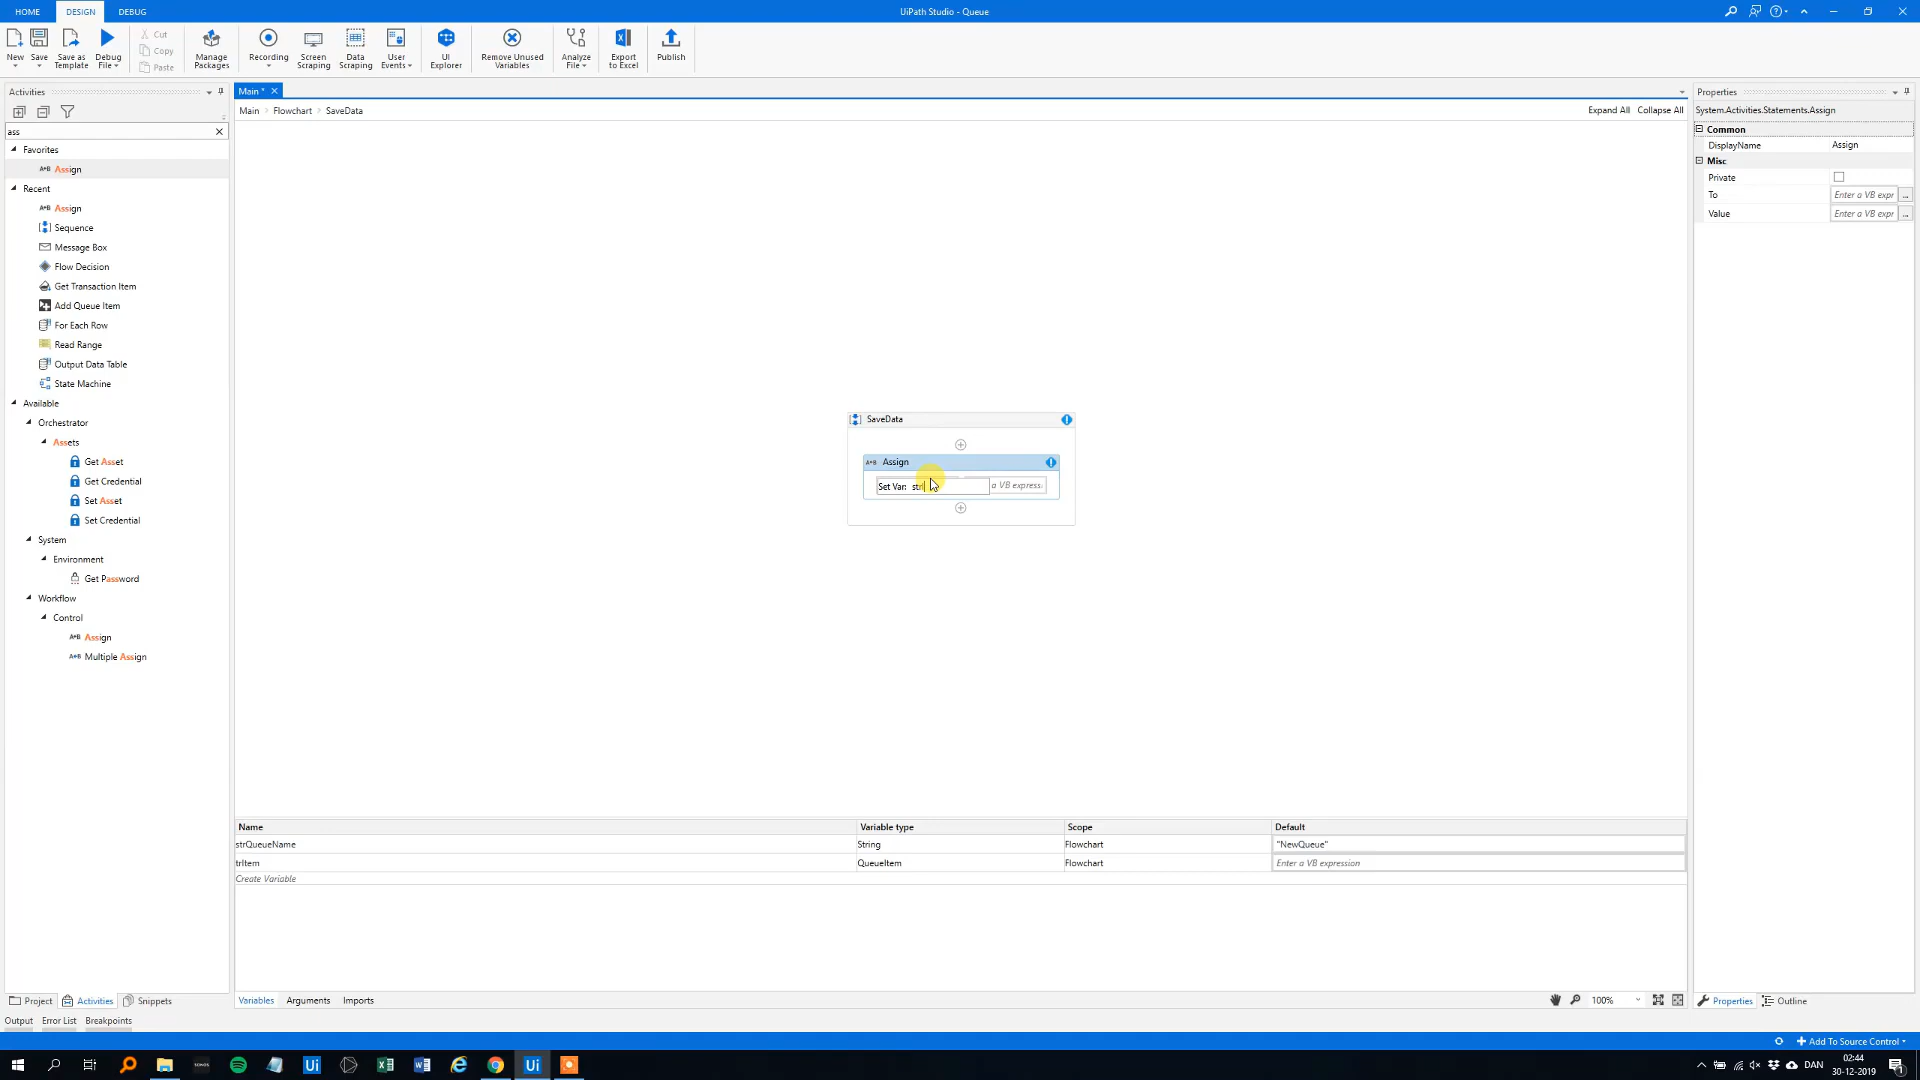 HOME
DESIGN
DEBUG
UiPath Studio - Queue
New
Save
Save as
Template
Debug
File
Cut
Copy
Paste
Manage
Packages
Recording
Screen
Scraping
Data
Scraping
User
Events
UI
Explorer
Remove Unused
Variables
Analyze
File
Export
to Excel
Publish
Activities
ass
Favorites
Assign
Recent
Assign
Sequence
Message Box
Flow Decision
Get Transaction Item
Add Queue Item
For Each Row
Read Range
Output Data Table
State Machine
Available
Orchestrator
Assets
Get Asset
Get Credential
Set Asset
Set Credential
System
Environment
Get Password
Workflow
Control
Assign
Multiple Assign
Project
Activities
Snippets
Main *
Main > Flowchart > SaveData
Expand All
Collapse All
SaveData
A+B Assign
Set Var: stri
a VB express
Name
Variable type
Scope
Default
strQueueName
String
Flowchart
"NewQueue"
trItem
QueueItem
Flowchart
Enter a VB expression
Create Variable
Variables
Arguments
Imports
100%
Properties
System.Activities.Statements.Assign
Common
DisplayName
Assign
Misc
Private
To
Enter a VB expr
...
Value
Enter a VB expr
...
Properties
Outline
Output
Error List
Breakpoints
Add To Source Control
SONOS
Ui
Ui
DAN
02:44
30-12-2019